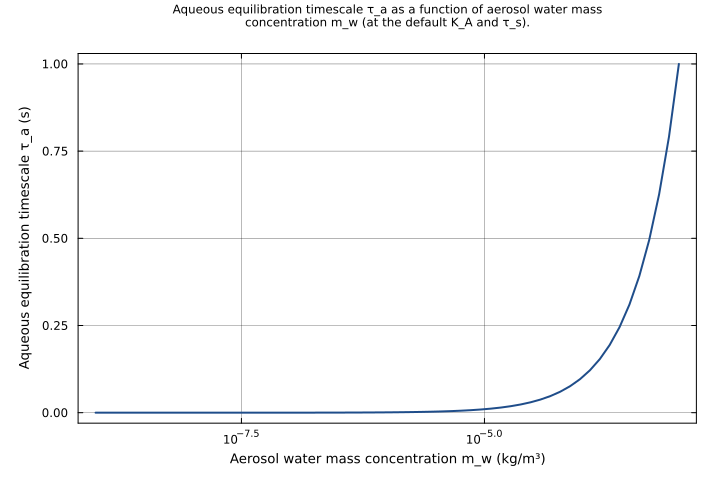 Aqueous equilibration timescale τ_a as a function of aerosol water mass
concentration m_w (at the default K_A and τ_s).
Aqueous equilibration timescale τ_a (s)
1.00
0.75
0.50
0.25
0.00
10⁻⁷·⁵
10⁻⁵·⁰
Aerosol water mass concentration m_w (kg/m³)